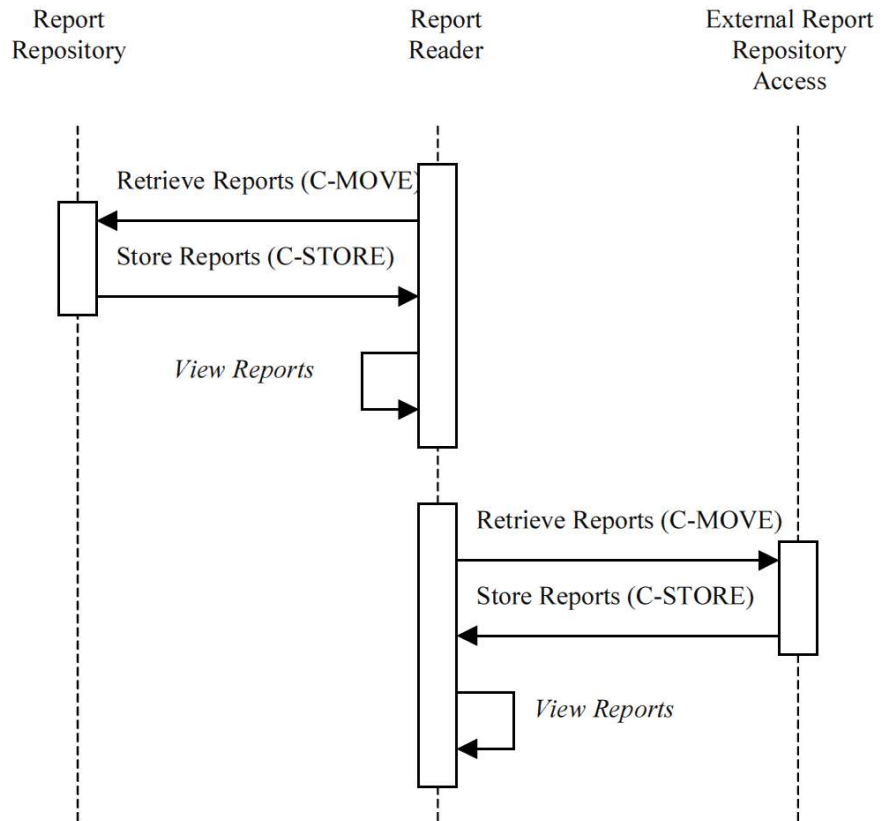 Report
Repository
Report
Reader
External Report
Repository
Access
Retrieve Reports (C-MOVE)
Store Reports (C-STORE)
View Reports
Retrieve Reports (C-MOVE)
Store Reports (C-STORE)
View Reports